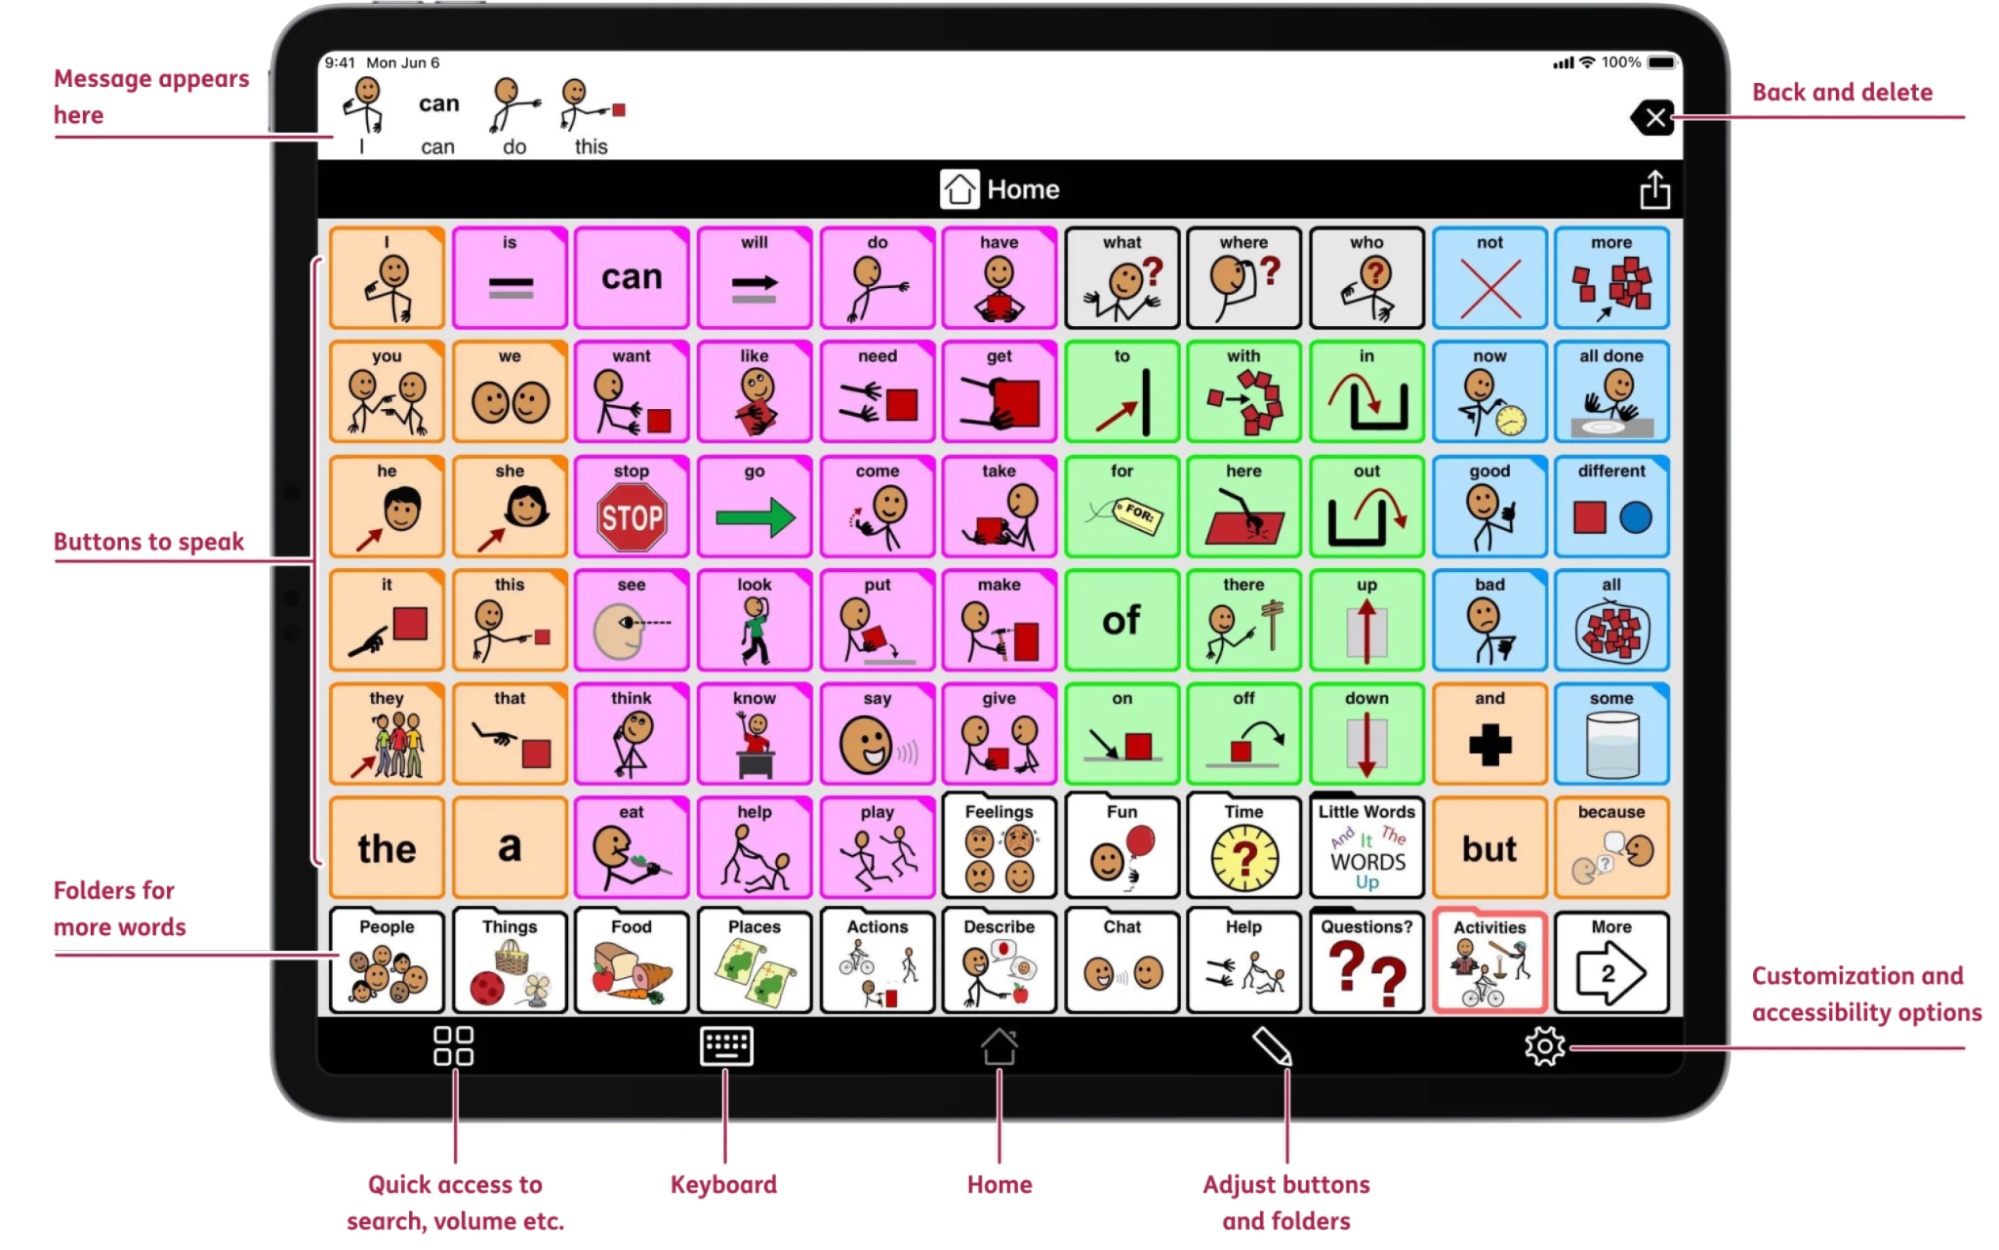 9:41 Mon Jun 6
100%
Message appears
here
can
I can do this
Back and delete
Home
I is can will do have what where who not more
you we want like need get to with in now all done
he she stop go come take for here out good different
STOP
FOR:
it this see look put make of there up bad all
they that think know say give on off down and some
the a eat help play Feelings Fun Time Little Words but because
And It The
WORDS
Up
People Things Food Places Actions Describe Chat Help Questions? Activities More
2
Buttons to speak
Folders for
more words
Customization and
accessibility options
Quick access to
search, volume etc.
Keyboard
Home
Adjust buttons
and folders